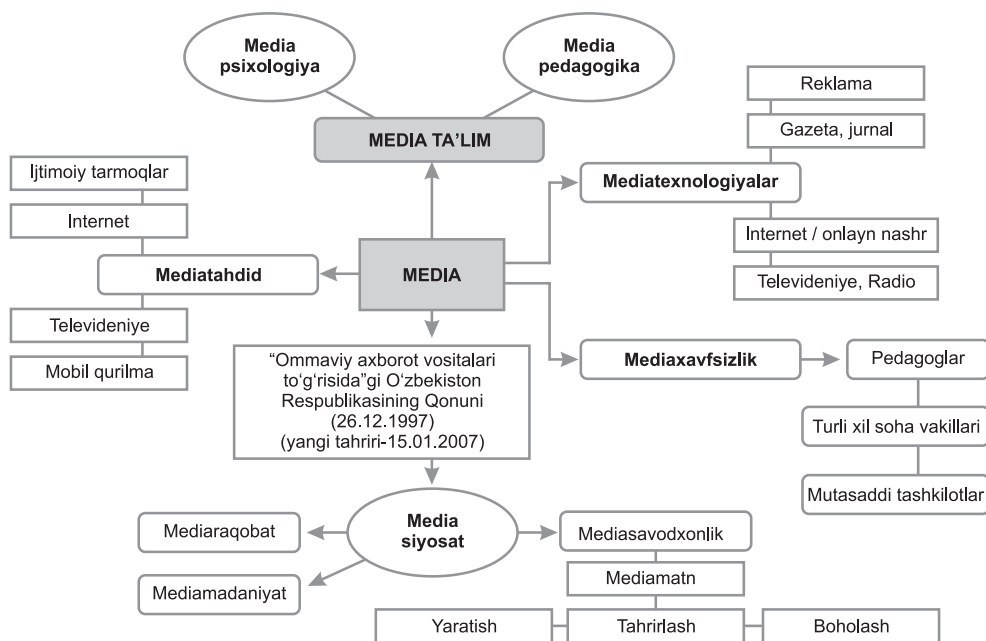 Media
psixologiya
Media
pedagogika
MEDIA TA’LIM
Reklama
Gazeta, jurnal
Mediatexnologiyalar
Internet / onlayn nashr
Televideniye, Radio
Ijtimoiy tarmoqlar
Internet
Mediatahdid
Televideniye
Mobil qurilma
MEDIA
“Ommaviy axborot vositalari
to‘g‘risida”gi O‘zbekiston
Respublikasining Qonuni
(26.12.1997)
(yangi tahriri-15.01.2007)
Mediaxavfsizlik
Pedagoglar
Turli xil soha vakillari
Mutasaddi tashkilotlar
Media
siyosat
Mediaraqobat
Mediamadaniyat
Mediasavodxonlik
Mediamatn
Yaratish
Tahrirlash
Boholash